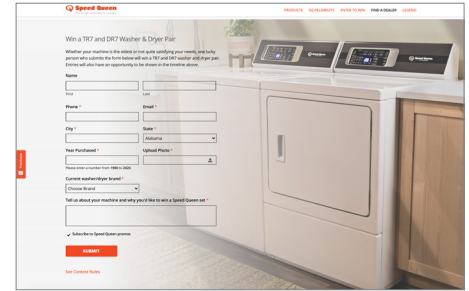 Speed Queen
PRODUCTS SQ RELIABILITY ENTER TO WIN FIND A DEALER LEGEND
Win a TR7 and DR7 Washer & Dryer Pair
Whether your machine is the oldest or not quite satisfying your needs, one lucky
person who submits the form below will win a TR7 and DR7 washer and dryer pair.
Entries will also have an opportunity to be shown in the timeline above.
Name
First Last
Phone * Email *
City * State *
Alabama
Year Purchased * Upload Photo *
Please enter a number from 1900 to 2020.
Current washer/dryer brand *
Choose Brand
Tell us about your machine and why you'd like to win a Speed Queen set *
Subscribe to Speed Queen promos
SUBMIT
See Contest Rules
Feedback
Speed Queen